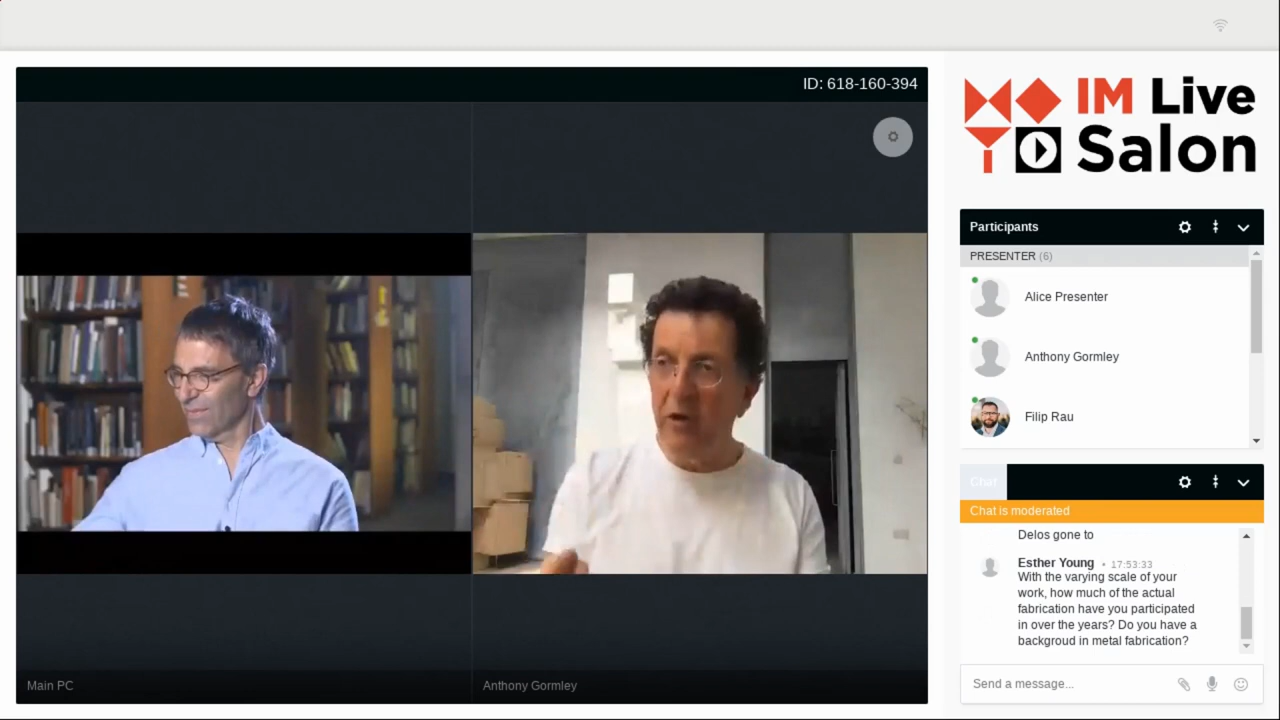 ID: 618-160-394
Main PC
Anthony Gormley
IM Live
Salon
Participants
PRESENTER (6)
Alice Presenter
Anthony Gormley
Filip Rau
Chat
Chat is moderated
Delos gone to
Esther Young • 17:53:33
With the varying scale of your
work, how much of the actual
fabrication have you participated
in over the years? Do you have a
backgroud in metal fabrication?
Send a message...